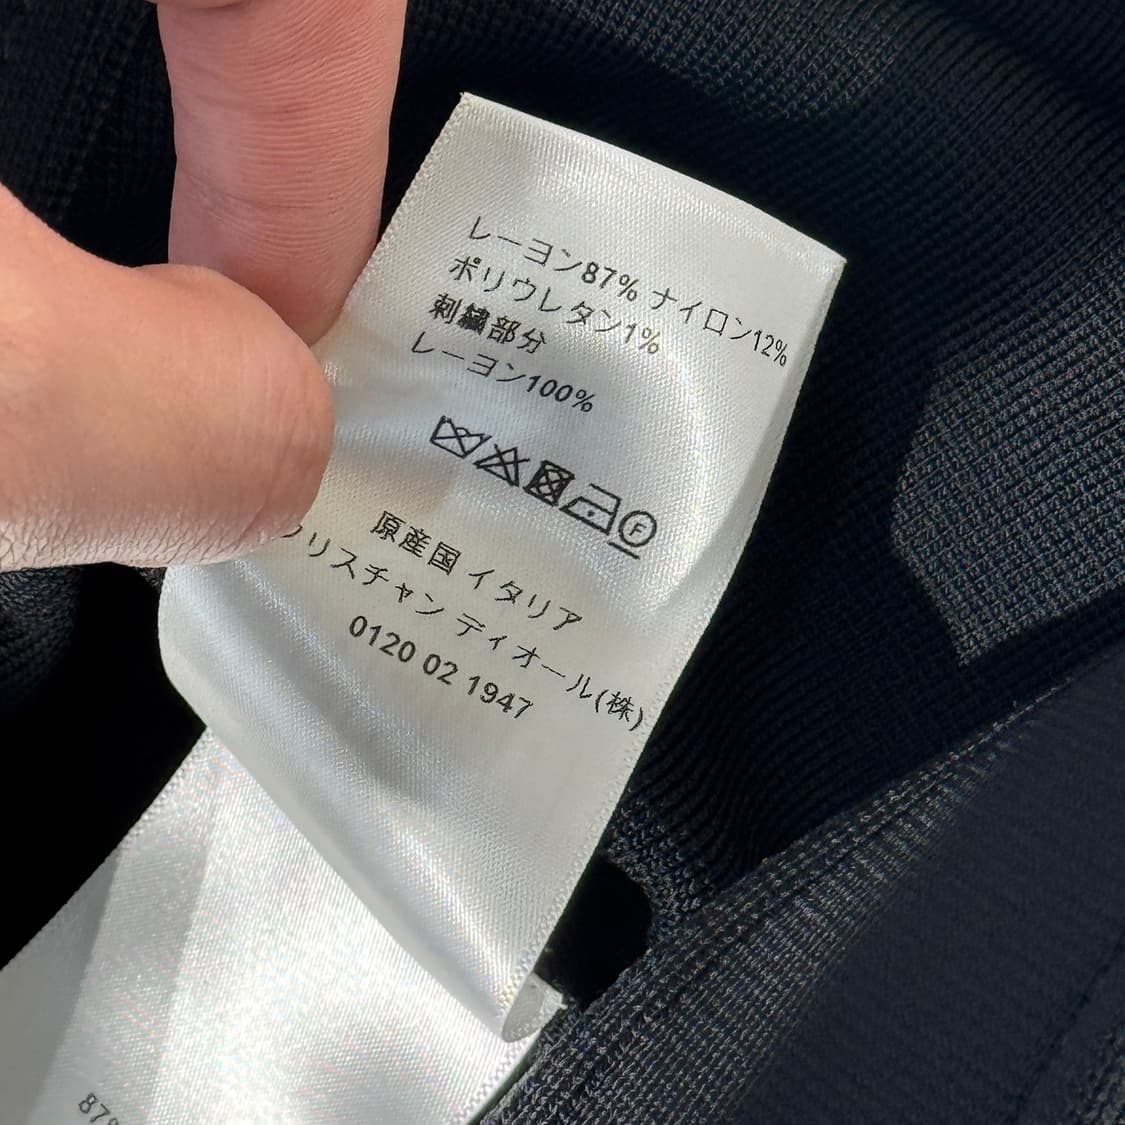 レーヨン87% ナイロン12%
ポリウレタン1%
刺繍部分
レーヨン100%
F
原産国 イタリア
クリスチャン ディオール(株)
0120 02 1947
87%